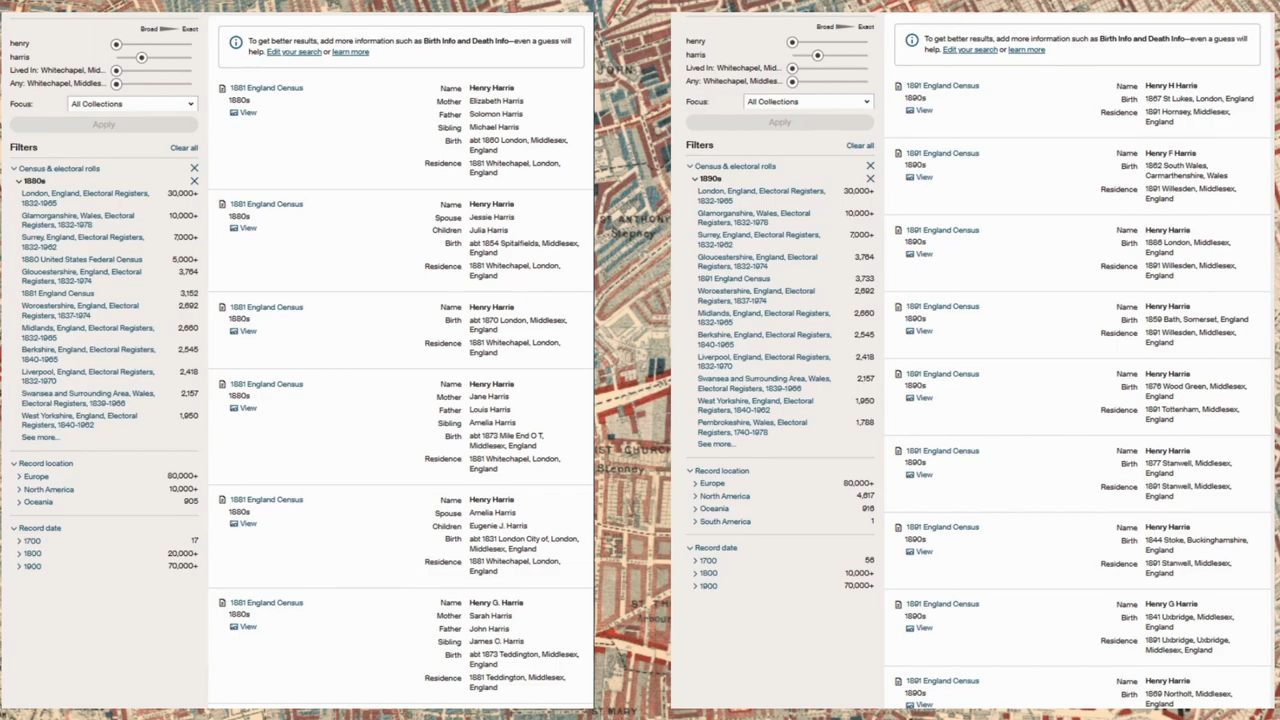 Broad Exact
henry
harris
Lived In: Whitechapel, Mid...
Any: Whitechapel, Middles...
Focus: All Collections
Apply
Filters Clear all
Census & electoral rolls
1880s
London, England, Electoral Registers, 30,000+
1832-1965
Glamorganshire, Wales, Electoral 10,000+
Registers, 1832-1978
Surrey, England, Electoral Registers, 7,000+
1832-1962
1880 United States Federal Census 5,000+
Gloucestershire, England, Electoral 3,764
Registers, 1832-1974
1881 England Census 3,152
Worcestershire, England, Electoral 2,692
Registers, 1837-1974
Midlands, England, Electoral Registers, 2,660
1832-1965
Berkshire, England, Electoral Registers, 2,545
1840-1965
Liverpool, England, Electoral Registers, 2,418
1832-1970
Swansea and Surrounding Area, Wales, 2,157
Electoral Registers, 1839-1966
West Yorkshire, England, Electoral 1,950
Registers, 1840-1962
See more...
Record location
Europe 80,000+
North America 10,000+
Oceania 905
Record date
1700 17
1800 20,000+
1900 70,000+
To get better results, add more information such as Birth Info and Death Info—even a guess will
help. Edit your search or learn more
1881 England Census
1880s
View
Name Henry Harris
Mother Elizabeth Harris
Father Solomon Harris
Sibling Michael Harris
Birth abt 1860 London, Middlesex,
England
Residence 1881 Whitechapel, London,
England
1881 England Census
1880s
View
Name Henry Harris
Spouse Jessie Harris
Children Julia Harris
Birth abt 1854 Spitalfields, Middlesex,
England
Residence 1881 Whitechapel, London,
England
1881 England Census
1880s
View
Name Henry Harris
Birth abt 1870 London, Middlesex,
England
Residence 1881 Whitechapel, London,
England
1881 England Census
1880s
View
Name Henry Harris
Mother Jane Harris
Father Louis Harris
Sibling Amelia Harris
Birth abt 1873 Mile End O T,
Middlesex, England
Residence 1881 Whitechapel, London,
England
1881 England Census
1880s
View
Name Henry Harris
Spouse Amelia Harris
Children Eugenie J. Harris
Birth abt 1831 London City of, London,
Middlesex, England
Residence 1881 Whitechapel, London,
England
1881 England Census
1880s
View
Name Henry G. Harris
Mother Sarah Harris
Father John Harris
Sibling James C. Harris
Birth abt 1873 Teddington, Middlesex,
England
Residence 1881 Teddington, Middlesex,
England
JOHN
ST ANTHONY
Stepney
IST CHURCH
Stepney
ST TH
ST MARY
Broad Exact
henry
harris
Lived In: Whitechapel, Mid...
Any: Whitechapel, Middles...
Focus: All Collections
Apply
Filters Clear all
Census & electoral rolls
1890s
London, England, Electoral Registers, 30,000+
1832-1965
Glamorganshire, Wales, Electoral 10,000+
Registers, 1832-1978
Surrey, England, Electoral Registers, 7,000+
1832-1962
Gloucestershire, England, Electoral 3,764
Registers, 1832-1974
1891 England Census 3,733
Worcestershire, England, Electoral 2,692
Registers, 1837-1974
Midlands, England, Electoral Registers, 2,660
1832-1965
Berkshire, England, Electoral Registers, 2,545
1840-1965
Liverpool, England, Electoral Registers, 2,418
1832-1970
Swansea and Surrounding Area, Wales, 2,157
Electoral Registers, 1839-1966
West Yorkshire, England, Electoral 1,950
Registers, 1840-1962
Pembrokeshire, Wales, Electoral 1,788
Registers, 1740-1978
See more...
Record location
Europe 80,000+
North America 4,617
Oceania 916
South America 1
Record date
1700 56
1800 10,000+
1900 70,000+
To get better results, add more information such as Birth Info and Death Info—even a guess will
help. Edit your search or learn more
1891 England Census
1890s
View
Name Henry H Harris
Birth 1867 St Lukes, London, England
Residence 1891 Hornsey, Middlesex,
England
1891 England Census
1890s
View
Name Henry F Harris
Birth 1862 South Wales,
Carmarthenshire, Wales
Residence 1891 Willesden, Middlesex,
England
1891 England Census
1890s
View
Name Henry Harris
Birth 1886 London, Middlesex,
England
Residence 1891 Willesden, Middlesex,
England
1891 England Census
1890s
View
Name Henry Harris
Birth 1859 Bath, Somerset, England
Residence 1891 Willesden, Middlesex,
England
1891 England Census
1890s
View
Name Henry Harris
Birth 1876 Wood Green, Middlesex,
England
Residence 1891 Tottenham, Middlesex,
England
1891 England Census
1890s
View
Name Henry Harris
Birth 1877 Stanwell, Middlesex,
England
Residence 1891 Stanwell, Middlesex,
England
1891 England Census
1890s
View
Name Henry Harris
Birth 1844 Stoke, Buckinghamshire,
England
Residence 1891 Stanwell, Middlesex,
England
1891 England Census
1890s
View
Name Henry G Harris
Birth 1841 Uxbridge, Middlesex,
England
Residence 1891 Uxbridge, Uxbridge,
Middlesex, England
1891 England Census
1890s
View
Name Henry Harris
Birth 1869 Northolt, Middlesex,
England